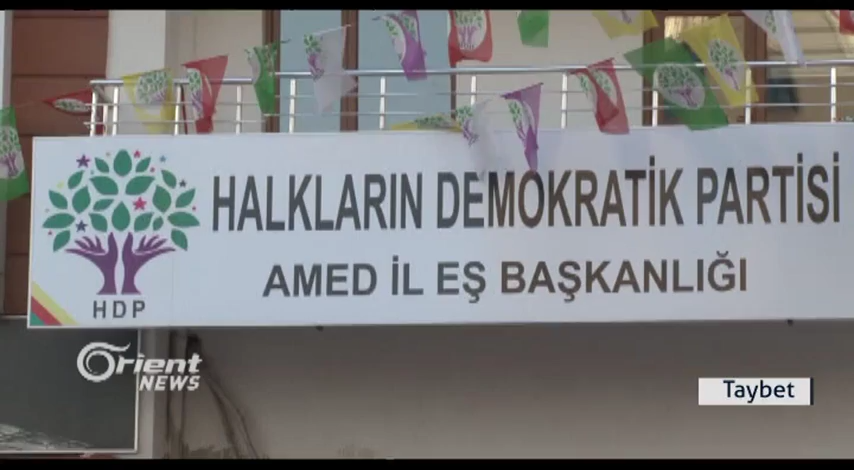 HALKLARIN DEMOKRATİK PARTİSİ
AMED İL EŞ BAŞKANLIĞI
HDP
Orient
NEWS
Taybet